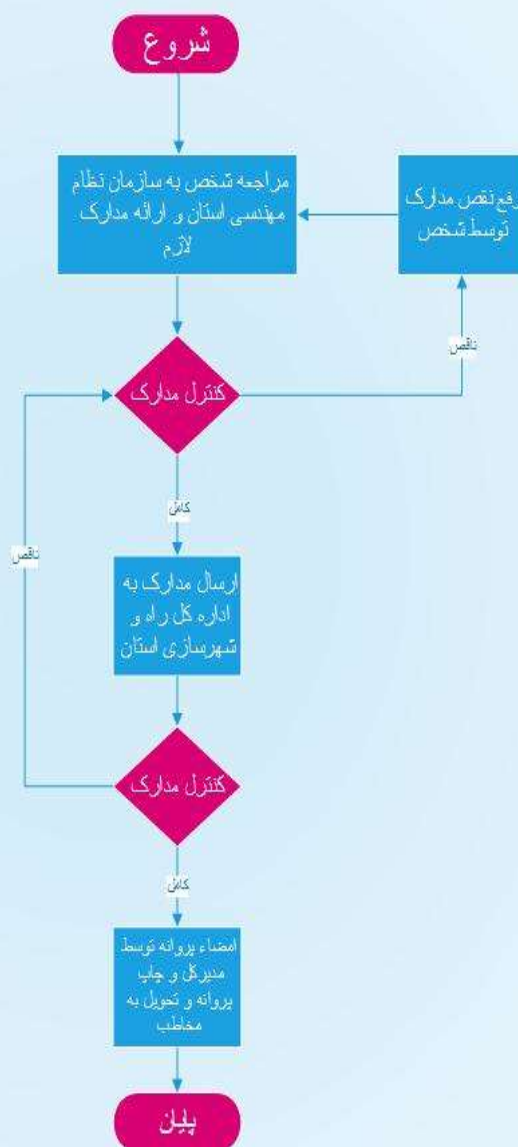 شروع
مراجعه شخص به سازمان نظام
مهندسی استان و ارائه مدارک
لازم
رفع نقص مدارک
توسط شخص
ناقص
کنترل مدارک
کامل
ناقص
ارسال مدارک به
اداره کل راه و
شهرسازی استان
کنترل مدارک
کامل
امضاء پروانه توسط
مدیرکل و چاپ
پروانه و تحویل به
مخاطب
پایان